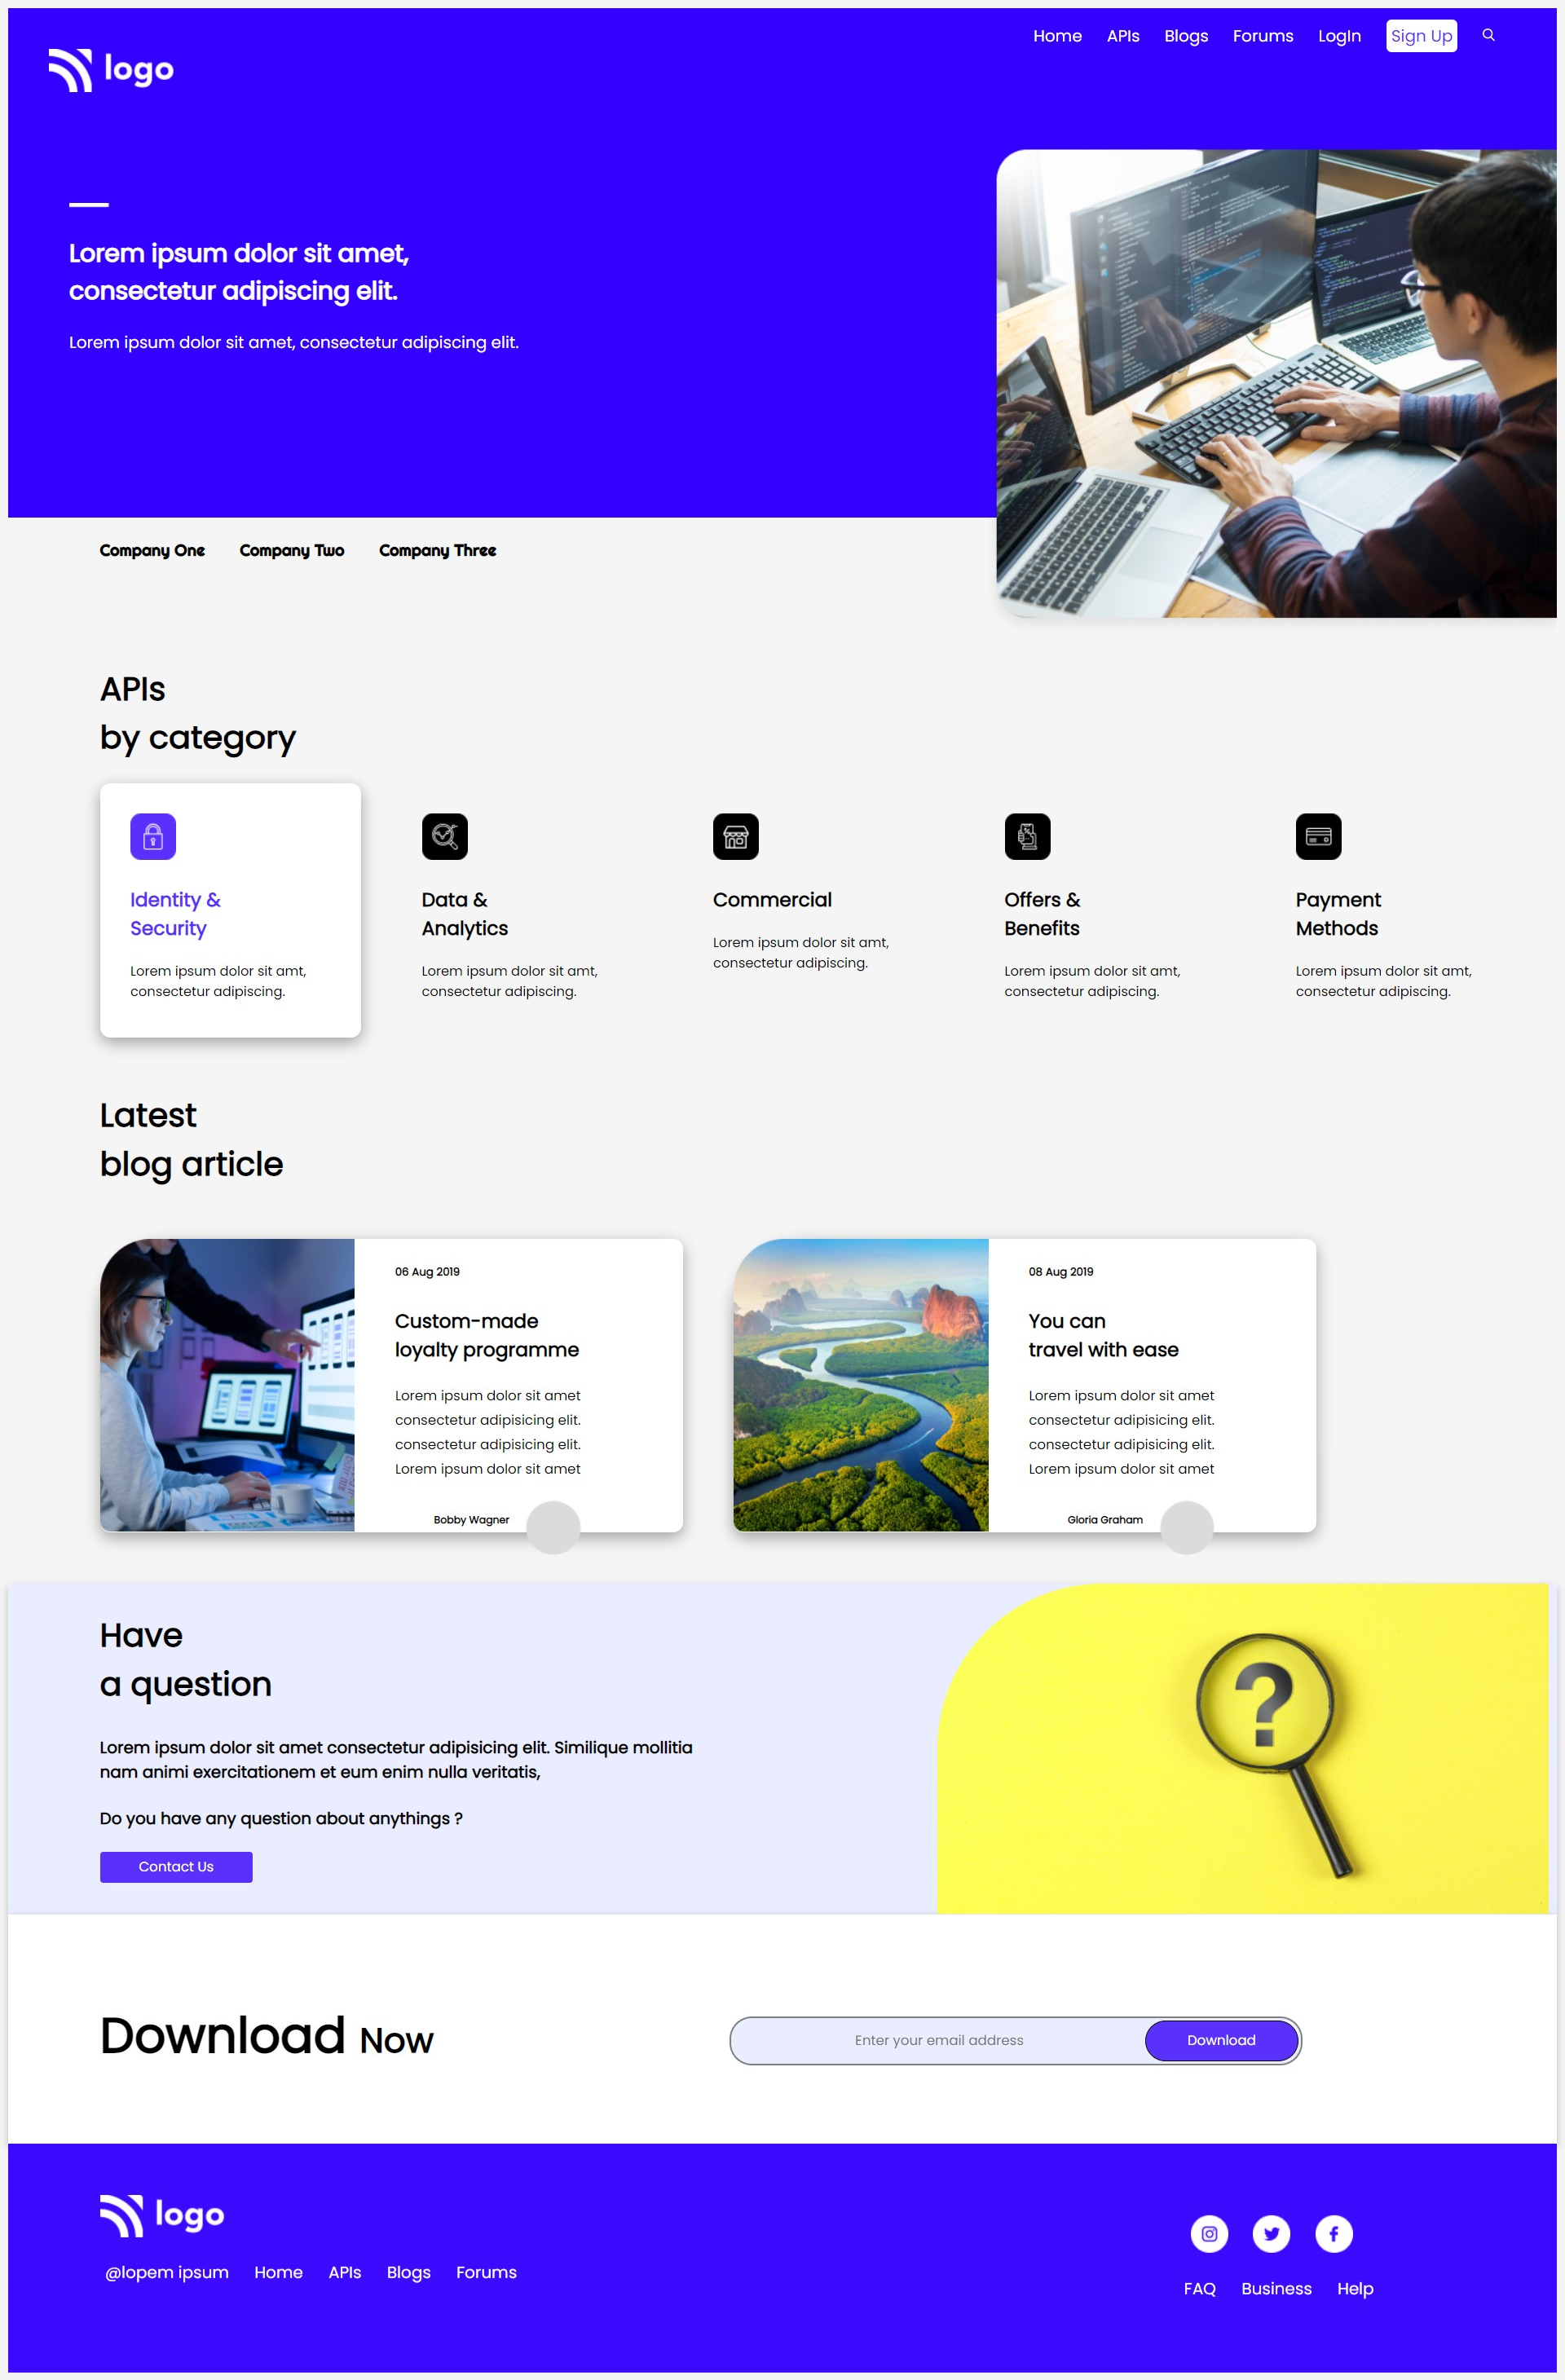 logo
Home APIs Blogs Forums LogIn Sign Up
Lorem ipsum dolor sit amet,
consectetur adipiscing elit.
Lorem ipsum dolor sit amet, consectetur adipiscing elit.
Company One Company Two Company Three
APIs
by category
Identity &
Security
Lorem ipsum dolor sit amt,
consectetur adipiscing.
Data &
Analytics
Lorem ipsum dolor sit amt,
consectetur adipiscing.
Commercial
Lorem ipsum dolor sit amt,
consectetur adipiscing.
Offers &
Benefits
Lorem ipsum dolor sit amt,
consectetur adipiscing.
Payment
Methods
Lorem ipsum dolor sit amt,
consectetur adipiscing.
Latest
blog article
06 Aug 2019
Custom-made
loyalty programme
Lorem ipsum dolor sit amet
consectetur adipisicing elit.
consectetur adipisicing elit.
Lorem ipsum dolor sit amet
Bobby Wagner
08 Aug 2019
You can
travel with ease
Lorem ipsum dolor sit amet
consectetur adipisicing elit.
consectetur adipisicing elit.
Lorem ipsum dolor sit amet
Gloria Graham
Have
a question
Lorem ipsum dolor sit amet consectetur adipisicing elit. Similique mollitia
nam animi exercitationem et eum enim nulla veritatis,
Do you have any question about anythings ?
Contact Us
?
Download Now
Enter your email address
Download
logo
@lopem ipsum Home APIs Blogs Forums
FAQ Business Help